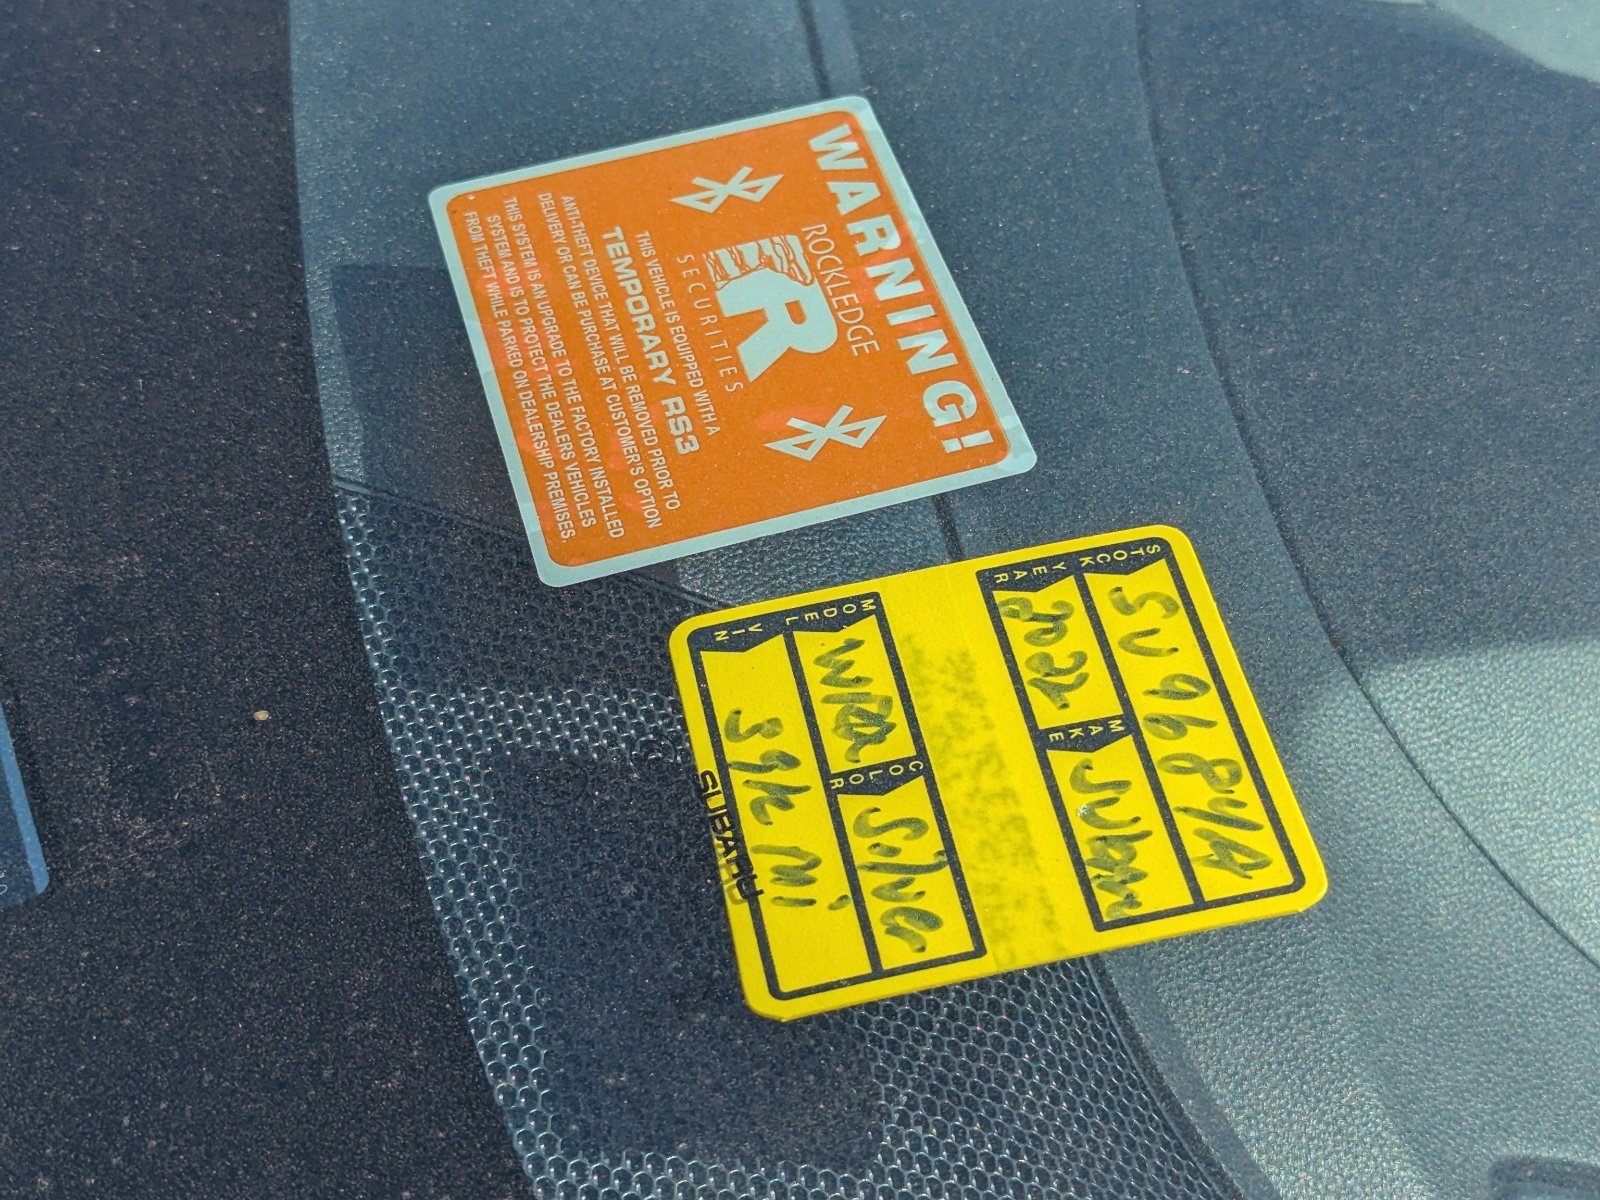 WARNING!
ROCKLEDGE
R
SECURITIES
THIS VEHICLE IS EQUIPPED WITH A
TEMPORARY RS3
ANTI-THEFT DEVICE THAT WILL BE REMOVED PRIOR TO
DELIVERY OR CAN BE PURCHASE AT CUSTOMER'S OPTION
THIS SYSTEM IS AN UPGRADE TO THE FACTORY INSTALLED
SYSTEM AND IS TO PROTECT THE DEALERS VEHICLES
FROM THEFT WHILE PARKED ON DEALERSHIP PREMISES.
STOCK SU9684A
YEAR 2022 MAKE Subaru
MODEL WRX COLOR Silver
VIN 39k mi
SUBARU